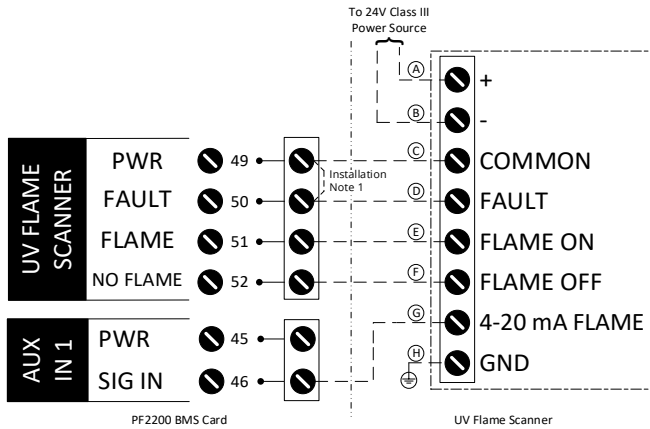 To 24V Class III
Power Source
A
+
B
-
UV FLAME
SCANNER
PWR
49
C
COMMON
Installation
Note 1
FAULT
50
D
FAULT
FLAME
51
E
FLAME ON
NO FLAME
52
F
FLAME OFF
G
4-20 mA FLAME
AUX
IN 1
PWR
45
SIG IN
46
H
GND
PF2200 BMS Card
UV Flame Scanner